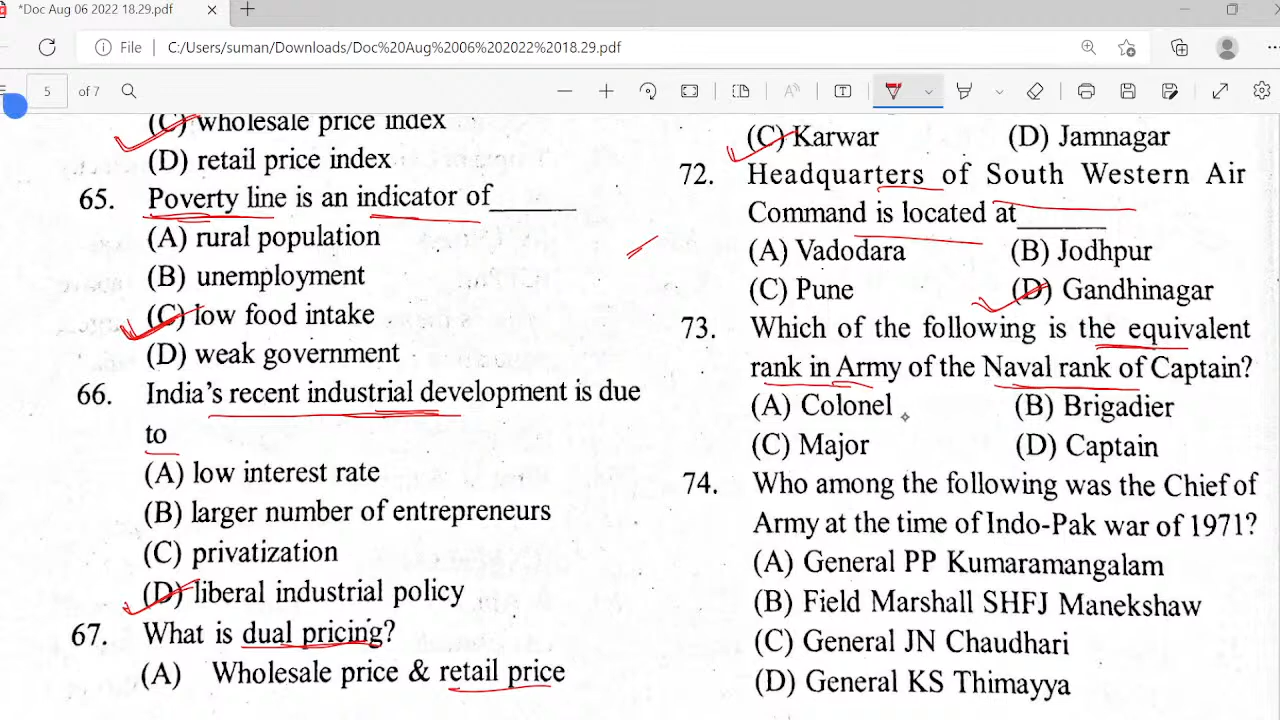 *Doc Aug 06 2022 18.29.pdf
File C:/Users/suman/Downloads/Doc%20Aug%2006%202022%2018.29.pdf
5 of 7
(C) wholesale price index
(D) retail price index
65. Poverty line is an indicator of______
(A) rural population
(B) unemployment
(C) low food intake
(D) weak government
66. India's recent industrial development is due
to
(A) low interest rate
(B) larger number of entrepreneurs
(C) privatization
(D) liberal industrial policy
67. What is dual pricing?
(A) Wholesale price & retail price
(C) Karwar (D) Jamnagar
72. Headquarters of South Western Air
Command is located at______
(A) Vadodara (B) Jodhpur
(C) Pune (D) Gandhinagar
73. Which of the following is the equivalent
rank in Army of the Naval rank of Captain?
(A) Colonel (B) Brigadier
(C) Major (D) Captain
74. Who among the following was the Chief of
Army at the time of Indo-Pak war of 1971?
(A) General PP Kumaramangalam
(B) Field Marshall SHFJ Manekshaw
(C) General JN Chaudhari
(D) General KS Thimayya